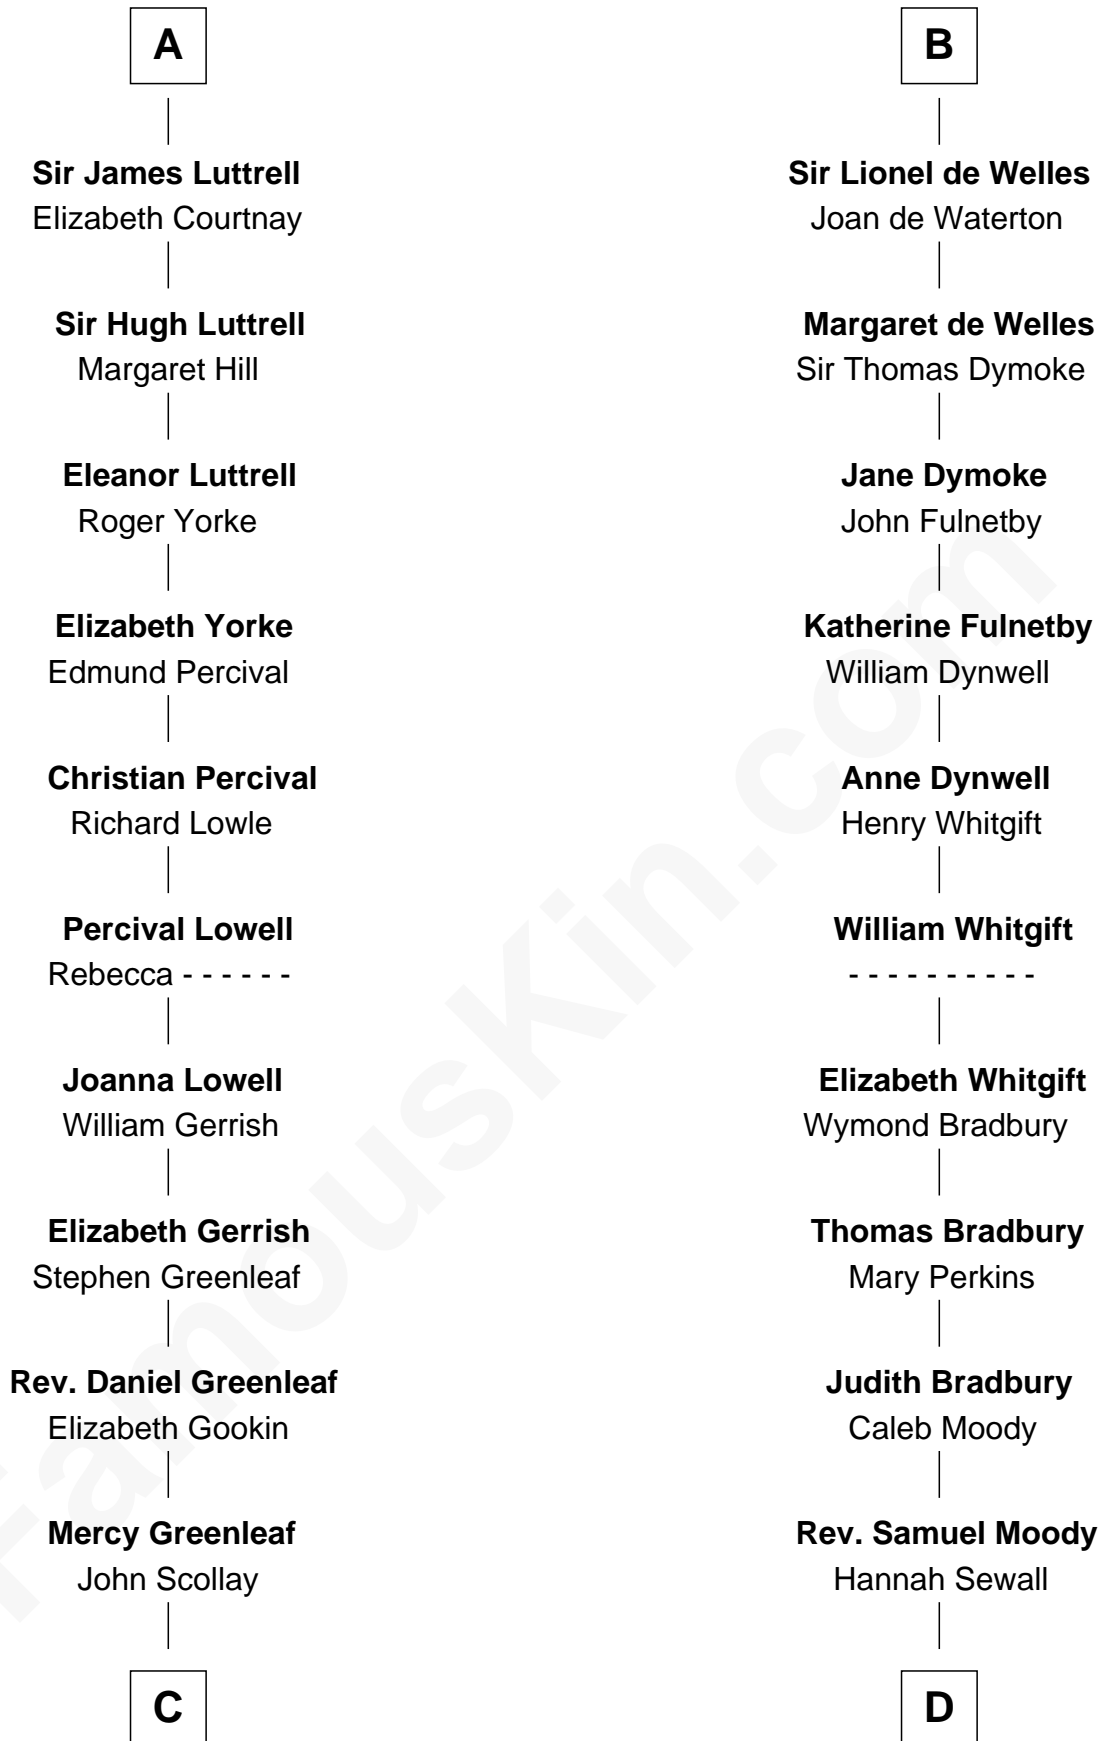 A
Sir James Luttrell
Elizabeth Courtnay
Sir Hugh Luttrell
Margaret Hill
Eleanor Luttrell
Roger Yorke
Elizabeth Yorke
Edmund Percival
Christian Percival
Richard Lowle
Percival Lowell
Rebecca - - - - - -
Joanna Lowell
William Gerrish
Elizabeth Gerrish
Stephen Greenleaf
Rev. Daniel Greenleaf
Elizabeth Gookin
Mercy Greenleaf
John Scollay
C
B
Sir Lionel de Welles
Joan de Waterton
Margaret de Welles
Sir Thomas Dymoke
Jane Dymoke
John Fulnetby
Katherine Fulnetby
William Dynwell
Anne Dynwell
Henry Whitgift
William Whitgift
- - - - - - - - - -
Elizabeth Whitgift
Wymond Bradbury
Thomas Bradbury
Mary Perkins
Judith Bradbury
Caleb Moody
Rev. Samuel Moody
Hannah Sewall
D
FamousKin.com